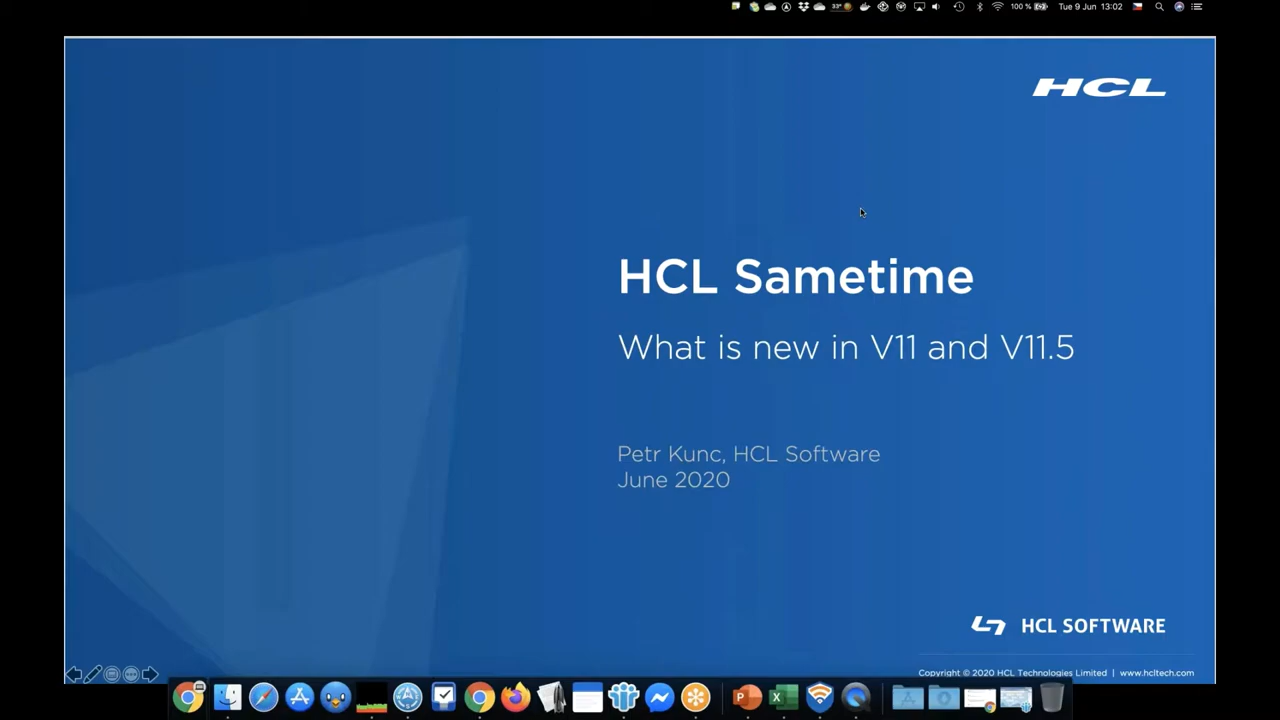 33°
100 %
Tue 9 Jun 13:02
HCL
HCL Sametime
What is new in V11 and V11.5
Petr Kunc, HCL Software
June 2020
HCL SOFTWARE
Copyright © 2020 HCL Technologies Limited | www.hcltech.com